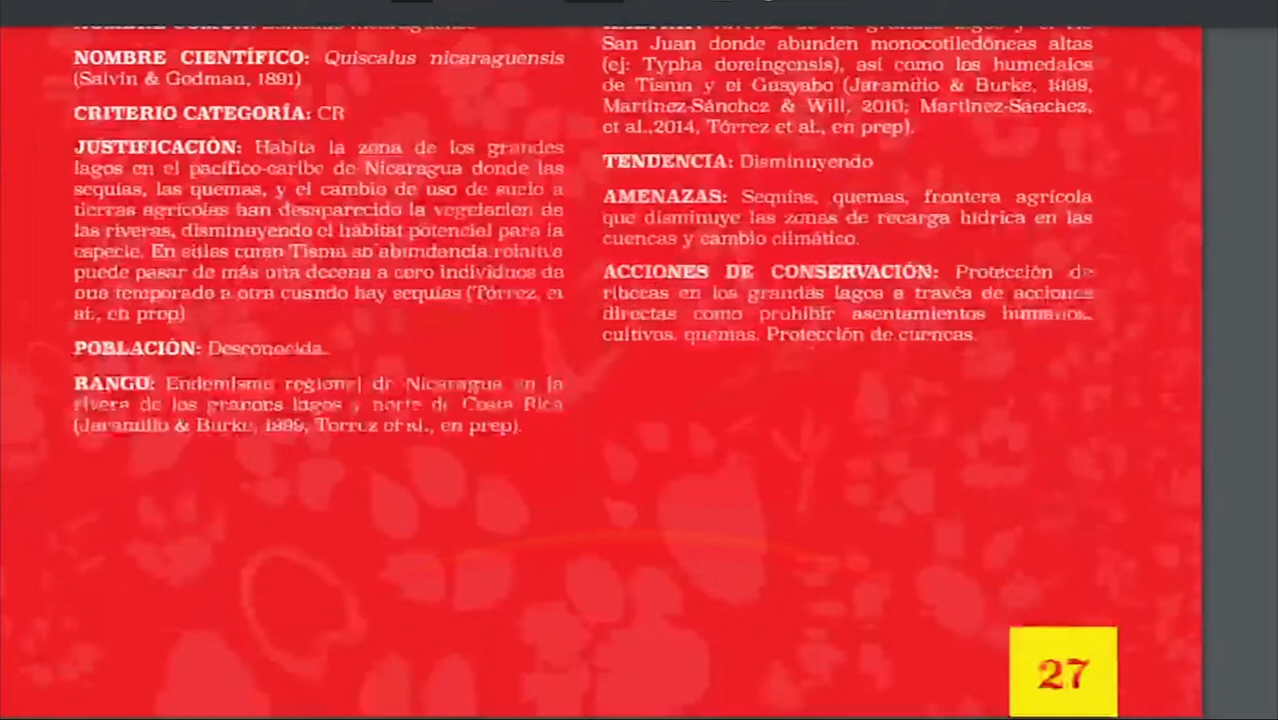 NOMBRE CIENTÍFICO: Quiscalus nicaraguensis
(Salvin & Godman, 1891)
CRITERIO CATEGORÍA: CR
JUSTIFICACIÓN: Habita la zona de los grandes
lagos en el pacífico-caribe de Nicaragua donde las
sequías, las quemas, y el cambio de uso de suelo a
tierras agrícolas han desaparecido la vegetación de
las riveras, disminuyendo el hábitat potencial para la
especie. En sitios como Tisma su abundancia relativa
puede pasar de más una decena a cero individuos de
una temporada a otra cuando hay sequías (Tórrez, et
al., en prep)
POBLACIÓN: Desconocida.
RANGO: Endemismo regional de Nicaragua en la
rivera de los grandes lagos y norte de Costa Rica
(Jaramillo & Burke, 1999, Torrez et al., en prep).
San Juan donde abunden monocotiledóneas altas
(ej: Typha domingensis), así como los humedales
de Tisma y el Guayabo (Jaramillo & Burke, 1999,
Martínez-Sánchez & Will, 2010; Martínez-Sánchez,
et al.,2014, Tórrez et al., en prep).
TENDENCIA: Disminuyendo
AMENAZAS: Sequías, quemas, frontera agrícola
que disminuye las zonas de recarga hídrica en las
cuencas y cambio climático.
ACCIONES DE CONSERVACIÓN: Protección de
riberas en los grandes lagos a través de acciones
directas como prohibir asentamientos humanos,
cultivos, quemas. Protección de cuencas.
27